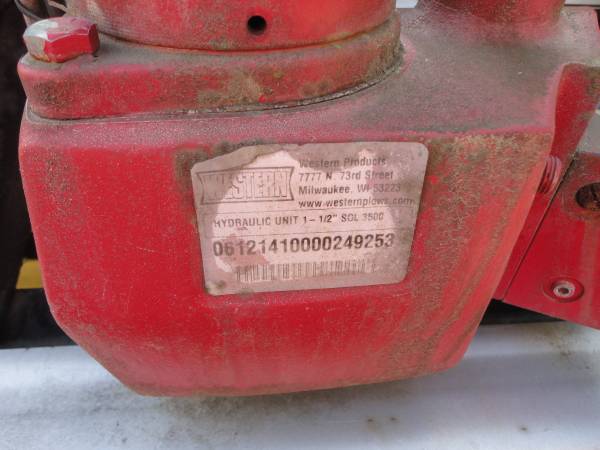 WESTERN
Western Products
7777 N. 73rd Street
Milwaukee, WI 53223
www.westernplows.com
HYDRAULIC UNIT 1-1/2" SGL 3500
06121410000249253